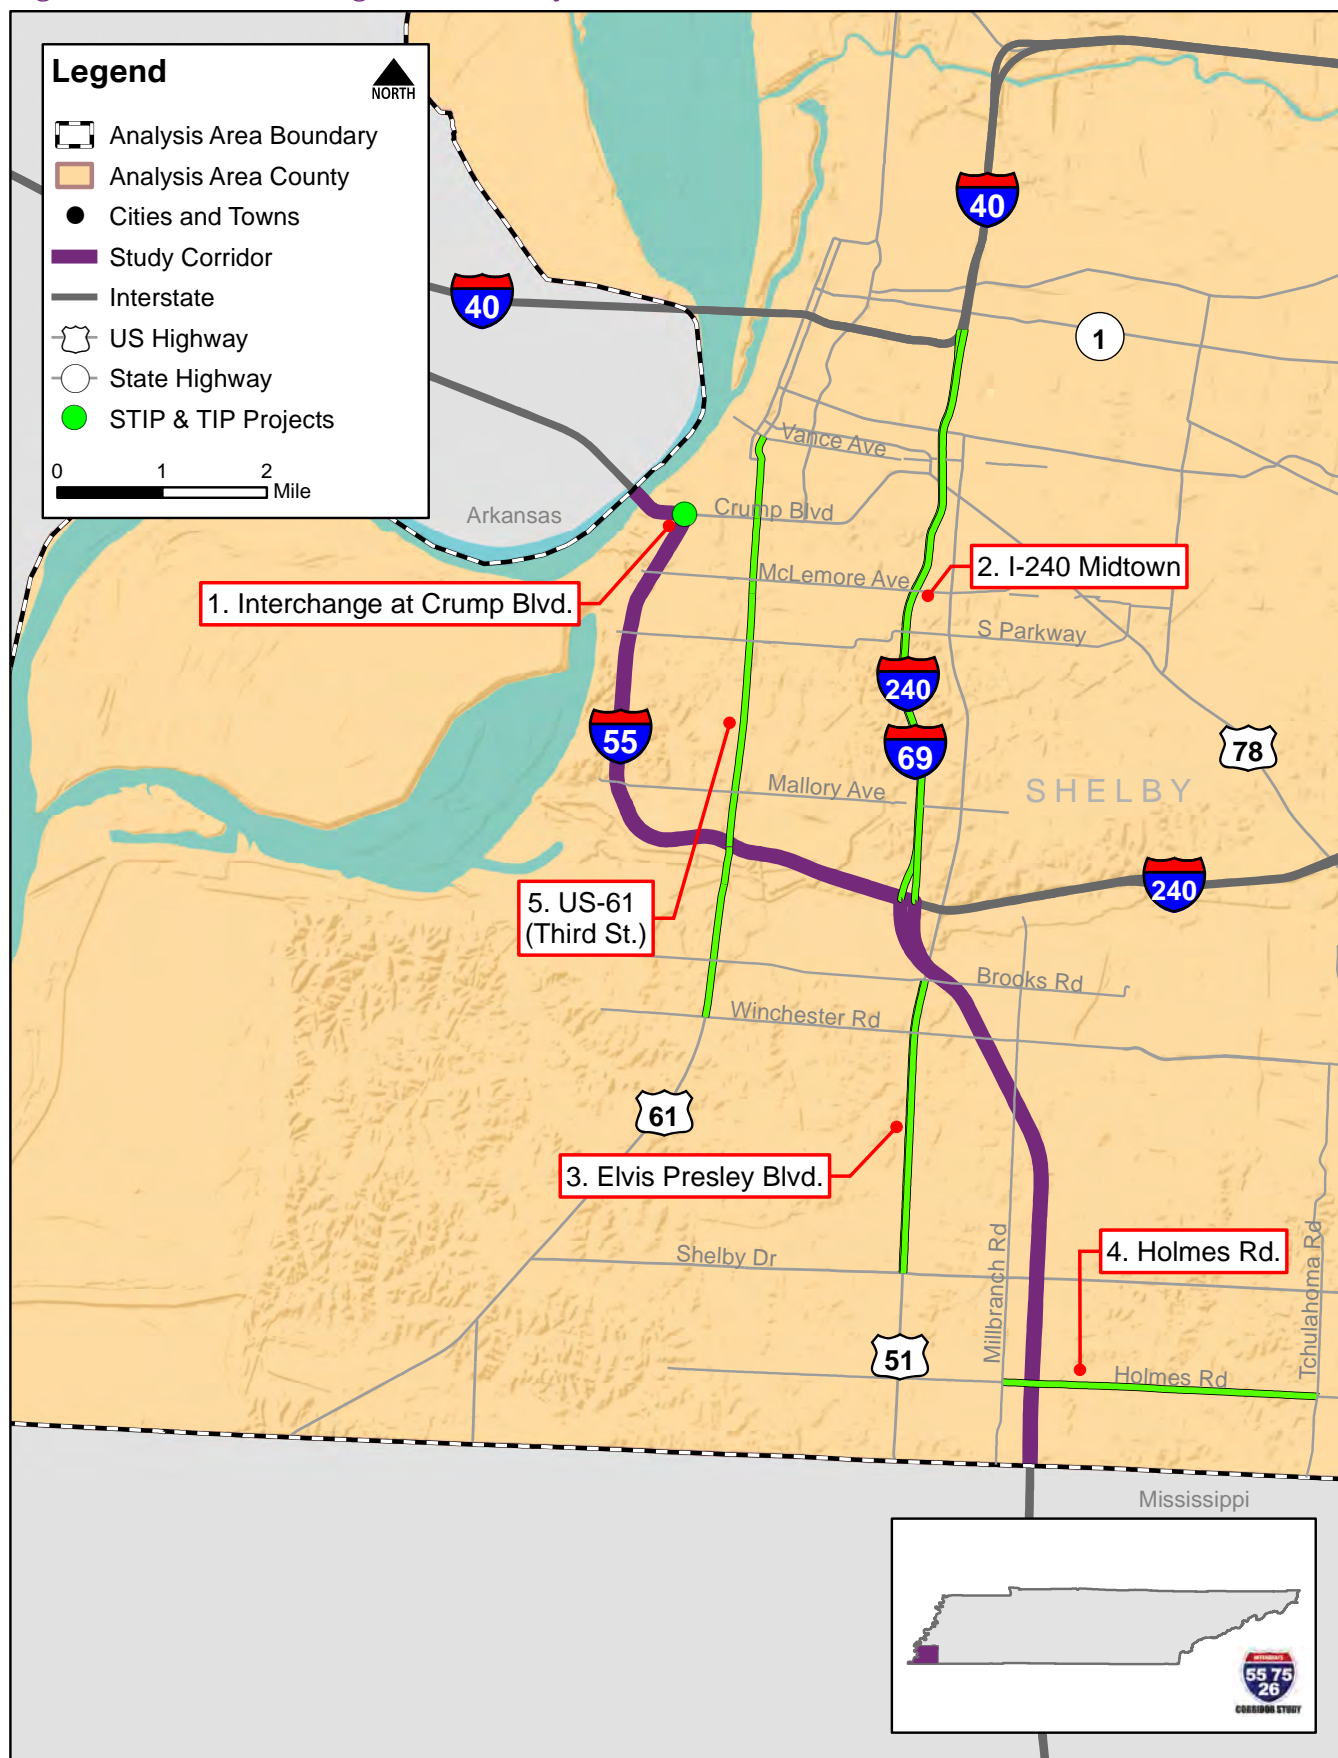 Legend
NORTH
Analysis Area Boundary
Analysis Area County
Cities and Towns
Study Corridor
Interstate
US Highway
State Highway
STIP & TIP Projects
0 1 2
Mile
40
40
1
Vance Ave
Arkansas
Crump Blvd
McLemore Ave
2. I-240 Midtown
1. Interchange at Crump Blvd.
S Parkway
240
55
69
78
Mallory Ave
SHELBY
240
5. US-61
(Third St.)
Brooks Rd
Winchester Rd
61
3. Elvis Presley Blvd.
Shelby Dr
Millbranch Rd
4. Holmes Rd.
Tchulahoma Rd
51
Holmes Rd
Mississippi
INTERSTATE
55 75
26
CORRIDOR STUDY